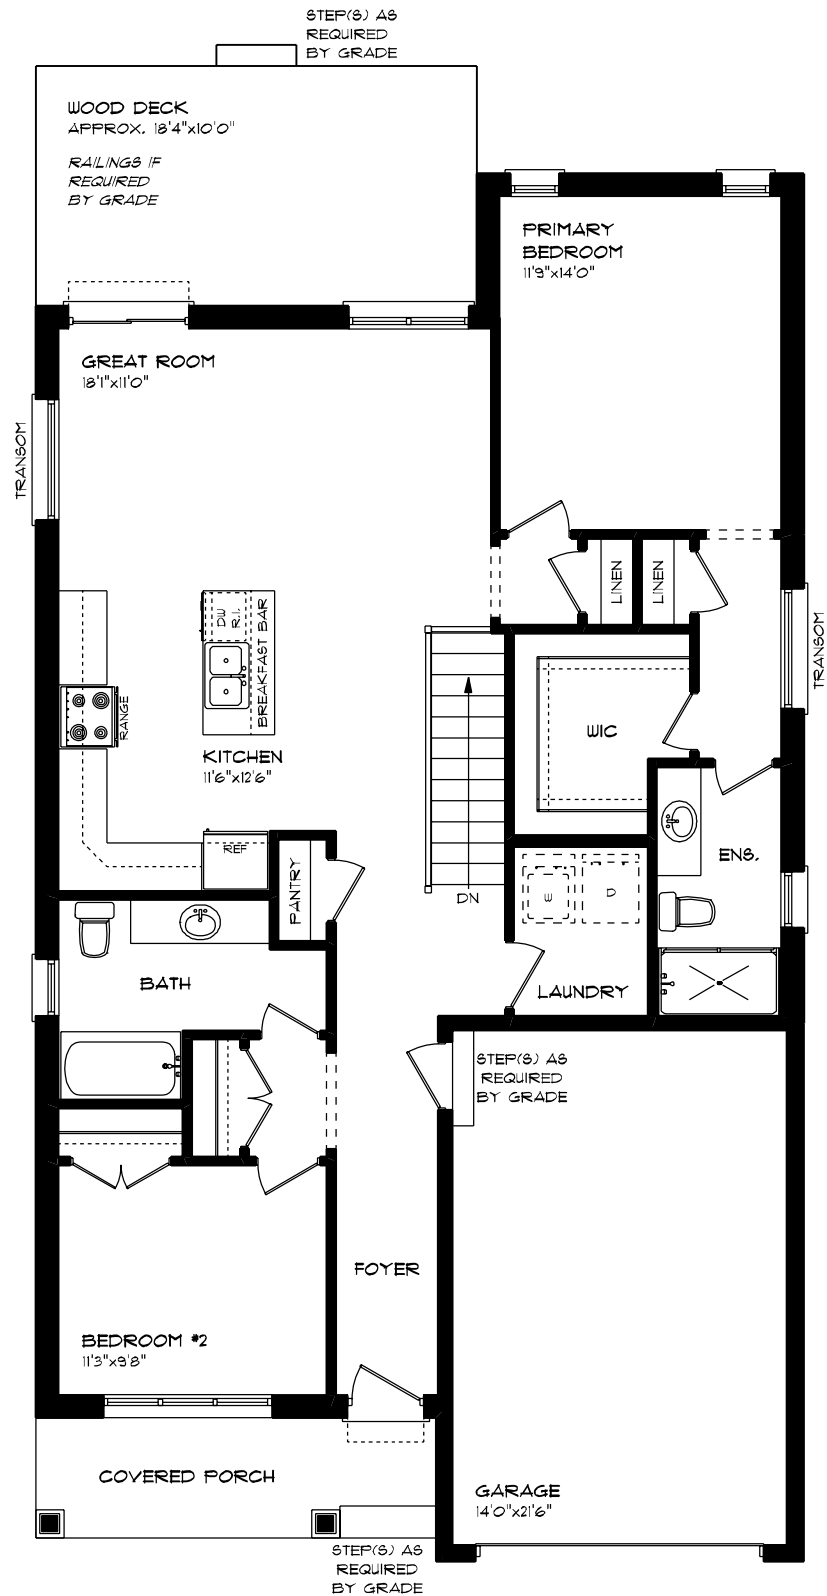 STEP(S) AS
REQUIRED
BY GRADE
WOOD DECK
APPROX. 18'4"x10'0"
RAILINGS IF
REQUIRED
BY GRADE
PRIMARY
BEDROOM
11'9"x14'0"
GREAT ROOM
18'1"x11'0"
TRANSOM
LINEN
LINEN
DW
R.I.
BREAKFAST BAR
TRANSOM
RANGE
WIC
KITCHEN
11'6"x12'6"
REF
ENS.
PANTRY
DN
W
D
BATH
LAUNDRY
STEP(S) AS
REQUIRED
BY GRADE
FOYER
BEDROOM #2
11'3"x9'8"
COVERED PORCH
GARAGE
14'0"x21'6"
STEP(S) AS
REQUIRED
BY GRADE